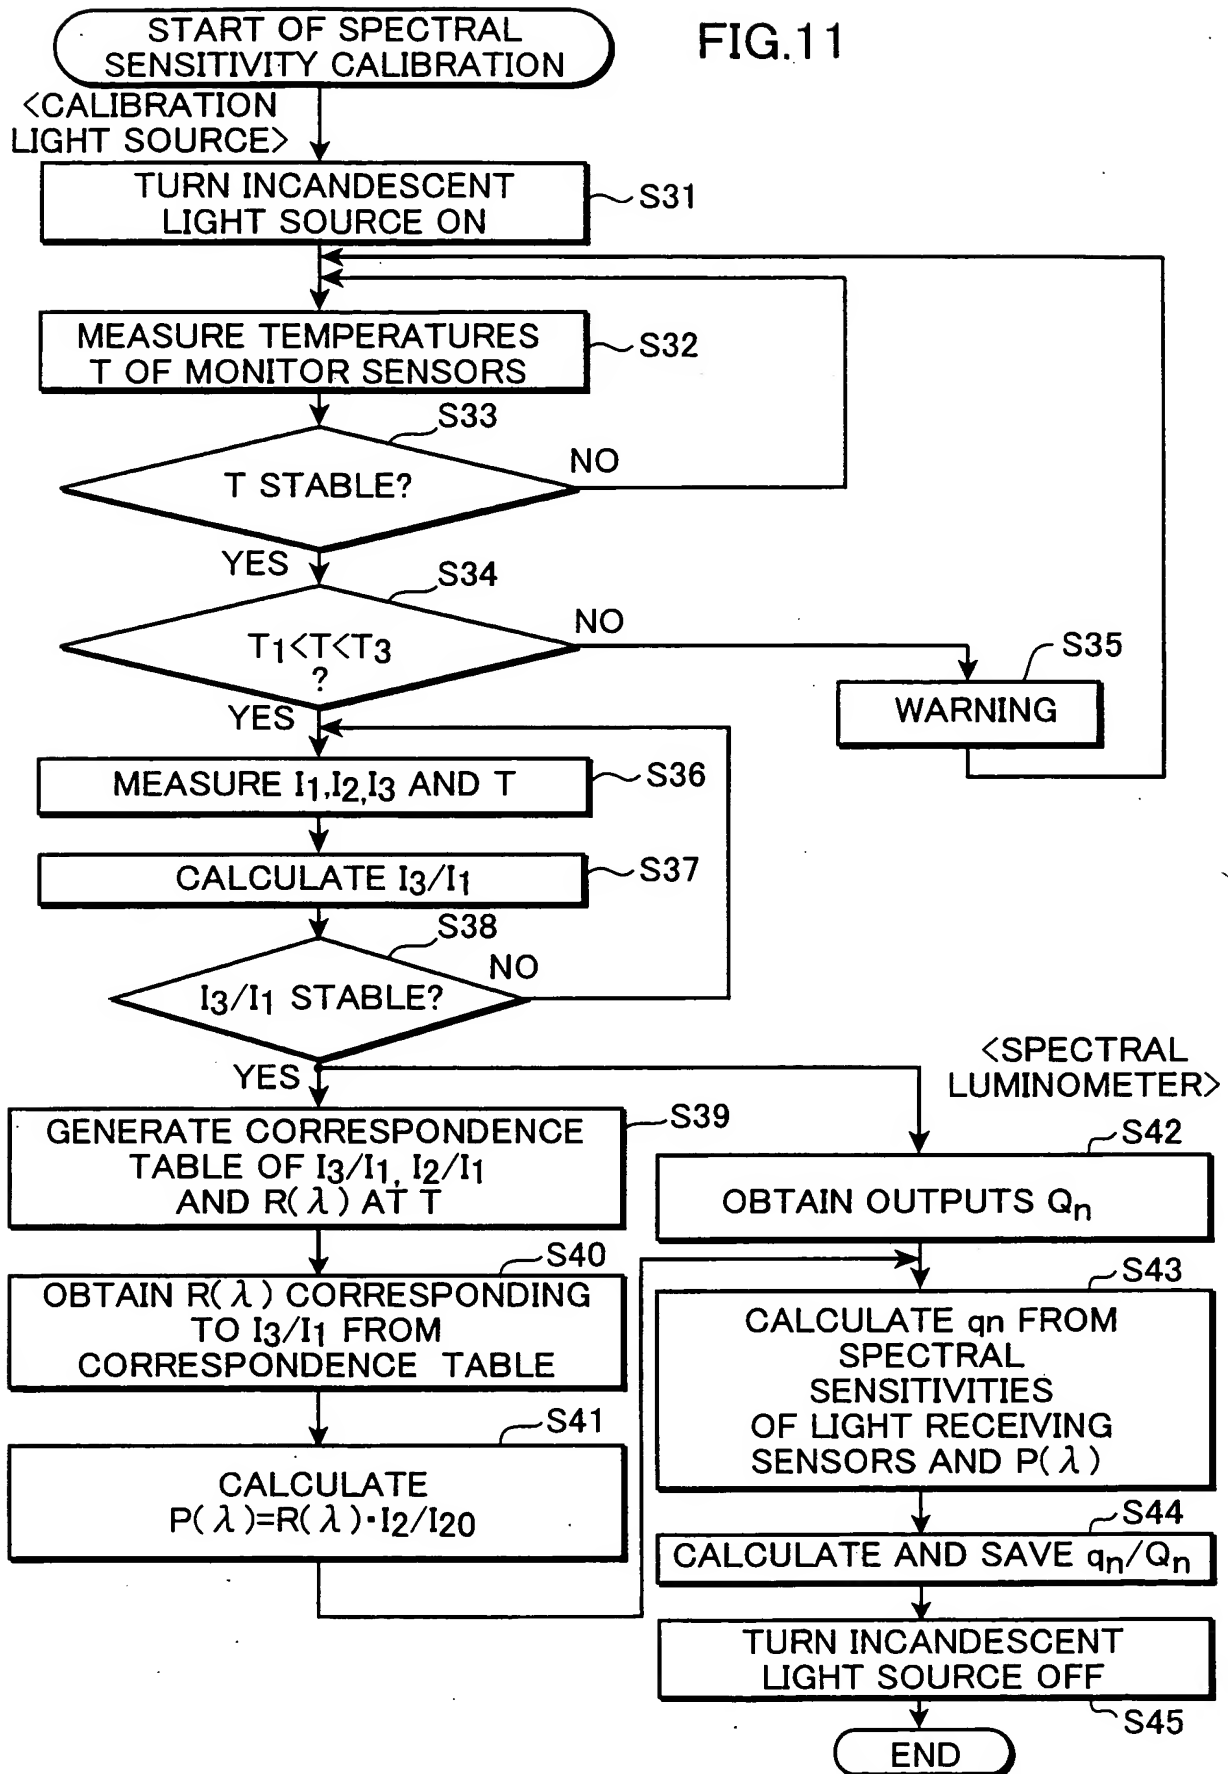 START OF SPECTRAL
SENSITIVITY CALIBRATION
FIG.11
<CALIBRATION
LIGHT SOURCE>
TURN INCANDESCENT
LIGHT SOURCE ON
S31
MEASURE TEMPERATURES
T OF MONITOR SENSORS
S32
S33
T STABLE?
NO
YES
S34
T1<T<T3
?
NO
S35
WARNING
YES
MEASURE I1,I2,I3 AND T
S36
CALCULATE I3/I1
S37
S38
I3/I1 STABLE?
NO
YES
<SPECTRAL
LUMINOMETER>
S39
GENERATE CORRESPONDENCE
TABLE OF I3/I1, I2/I1
AND R(λ) AT T
S42
OBTAIN OUTPUTS Qn
S40
OBTAIN R(λ) CORRESPONDING
TO I3/I1 FROM
CORRESPONDENCE TABLE
S43
CALCULATE qn FROM
SPECTRAL
SENSITIVITIES
OF LIGHT RECEIVING
SENSORS AND P(λ)
S41
CALCULATE
P(λ)=R(λ)·I2/I20
S44
CALCULATE AND SAVE qn/Qn
TURN INCANDESCENT
LIGHT SOURCE OFF
S45
END